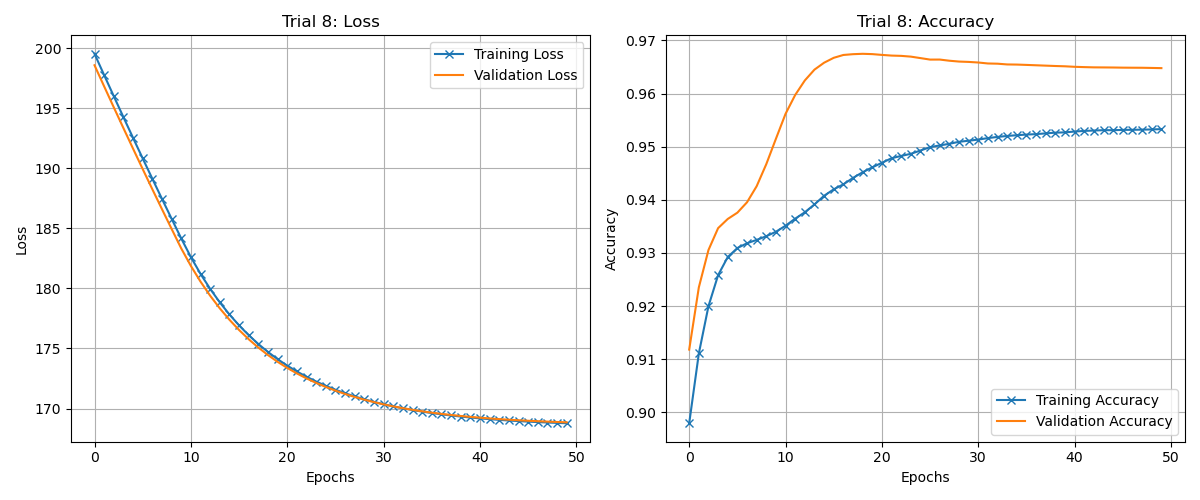 Trial 8: Loss
Training Loss
Validation Loss
200
195
190
185
180
175
170
Loss
0 10 20 30 40 50
Epochs
Trial 8: Accuracy
0.97
0.96
0.95
0.94
0.93
0.92
0.91
0.90
Accuracy
Training Accuracy
Validation Accuracy
0 10 20 30 40 50
Epochs